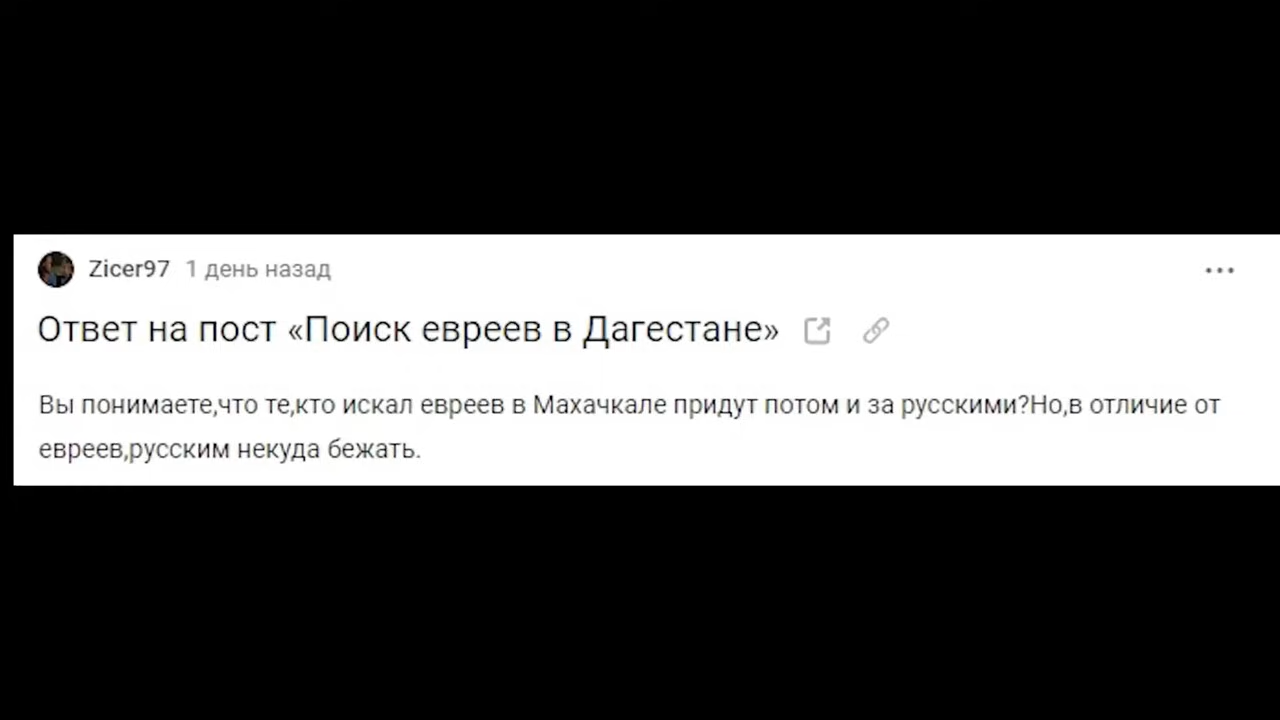 Zicer97 1 день назад
Ответ на пост «Поиск евреев в Дагестане»
Вы понимаете,что те,кто искал евреев в Махачкале придут потом и за русскими?Но,в отличие от
евреев,русским некуда бежать.